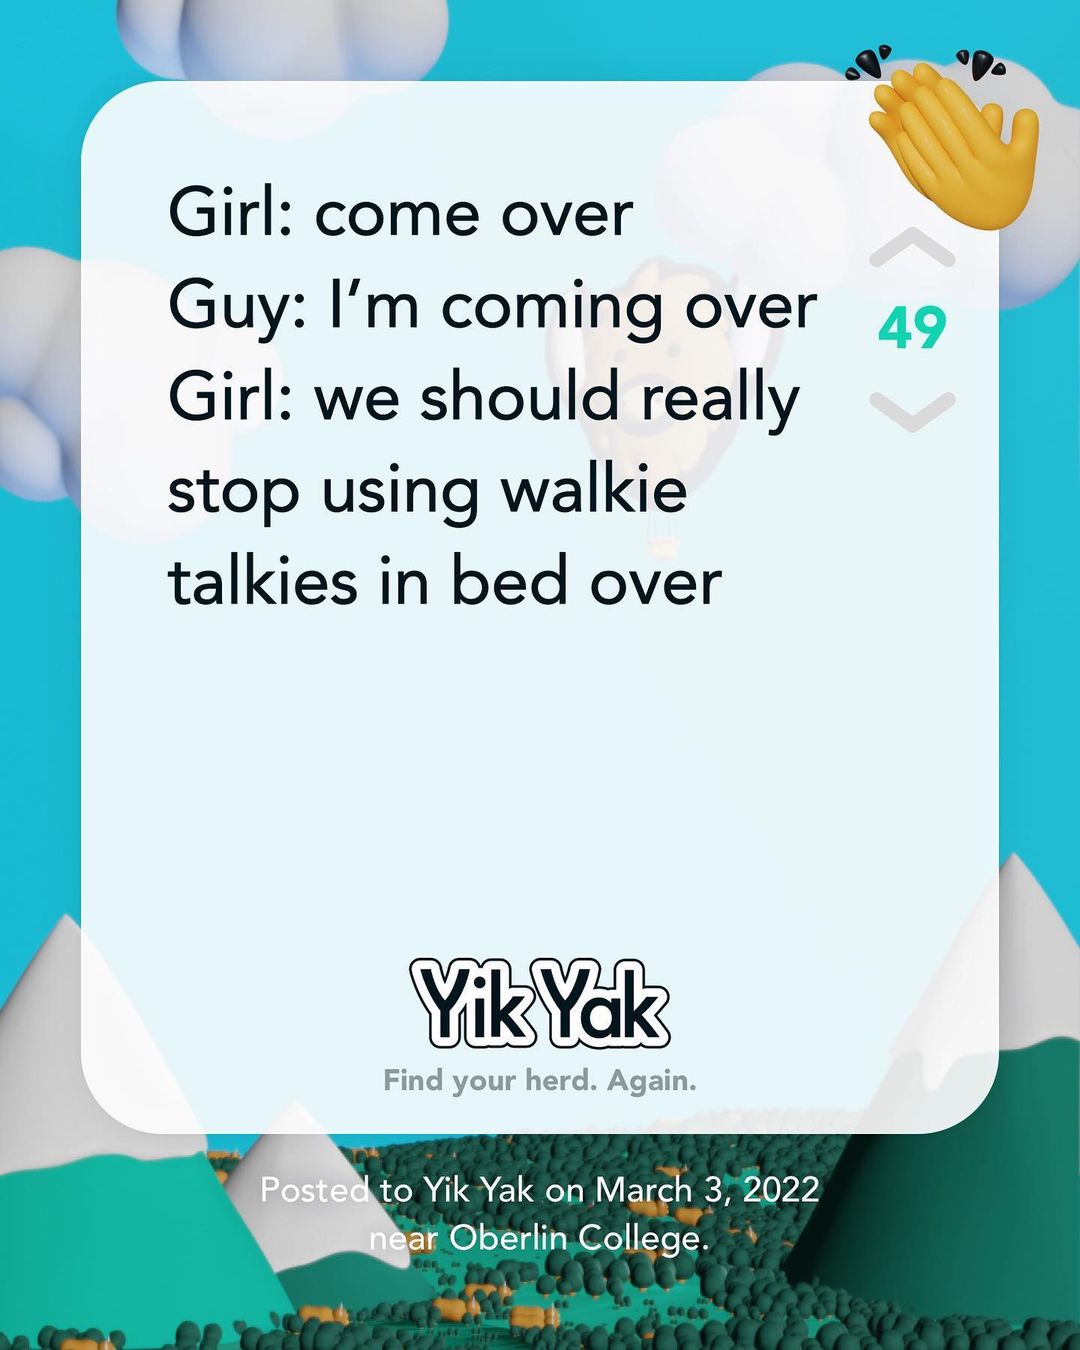 Girl: come over
Guy: I’m coming over
Girl: we should really
stop using walkie
talkies in bed over
49
Yik Yak
Find your herd. Again.
Posted to Yik Yak on March 3, 2022
near Oberlin College.